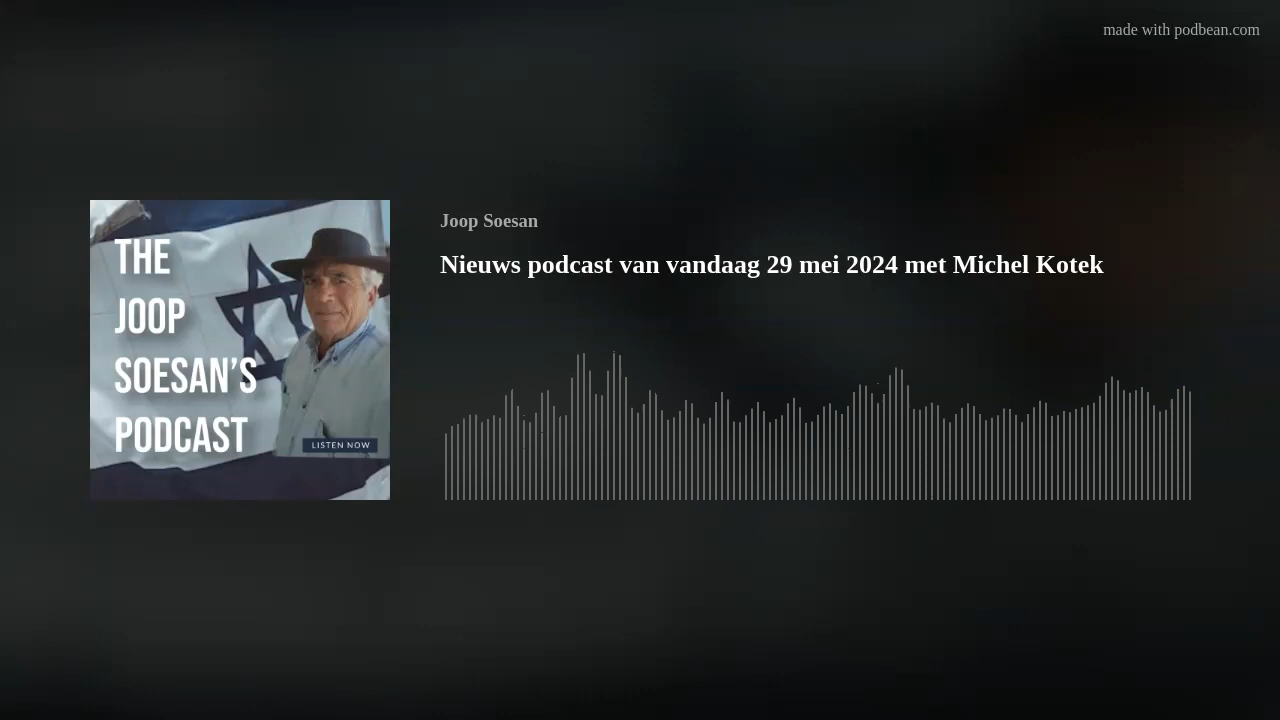 made with podbean.com
THE
JOOP
SOESAN'S
PODCAST
LISTEN NOW
Joop Soesan
Nieuws podcast van vandaag 29 mei 2024 met Michel Kotek